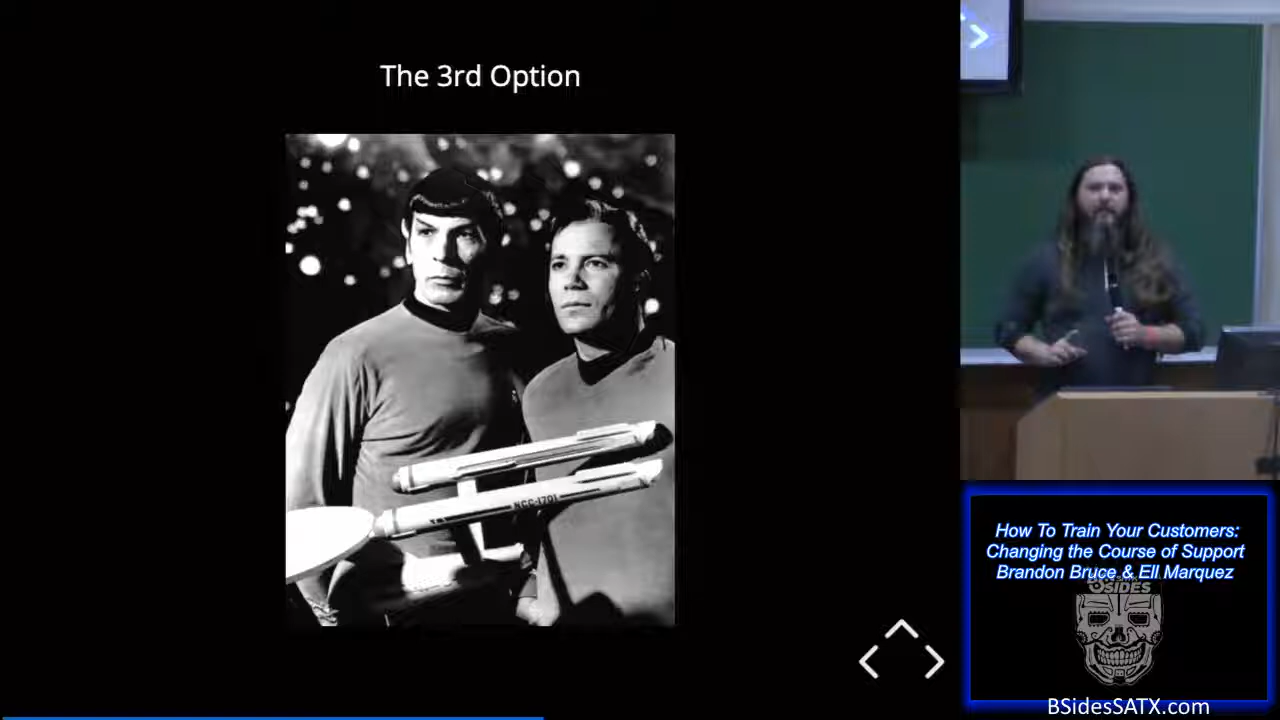 The 3rd Option
NCC-1701
How To Train Your Customers:
Changing the Course of Support
Brandon Bruce & Ell Marquez
BSIDES
BSidesSATX.com